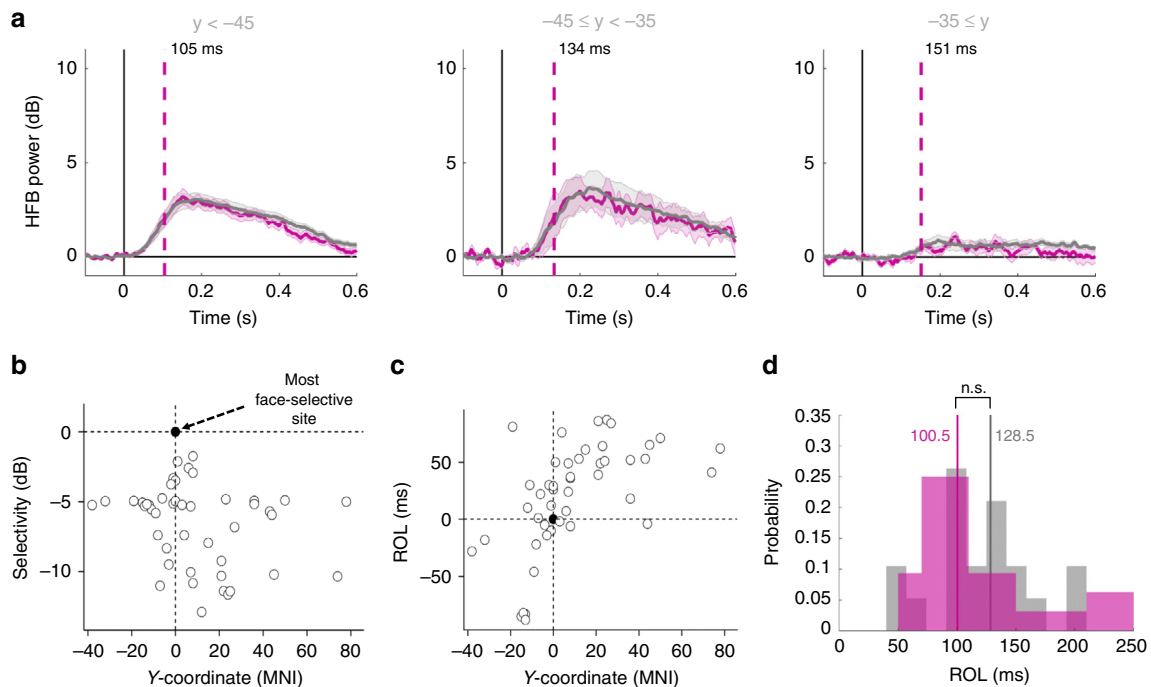 a
y < –45
–45 ≤ y < –35
–35 ≤ y
105 ms
134 ms
151 ms
HFB power (dB)
10
5
0
10
5
0
10
5
0
0 0.2 0.4 0.6
0 0.2 0.4 0.6
0 0.2 0.4 0.6
Time (s)
Time (s)
Time (s)
b
Most
face-selective
site
Selectivity (dB)
0
–5
–10
–40 –20 0 20 40 60 80
Y-coordinate (MNI)
c
ROL (ms)
50
0
–50
–40 –20 0 20 40 60 80
Y-coordinate (MNI)
d
n.s.
100.5
128.5
Probability
0.35
0.3
0.25
0.2
0.15
0.1
0.05
0
0 50 100 150 200 250
ROL (ms)